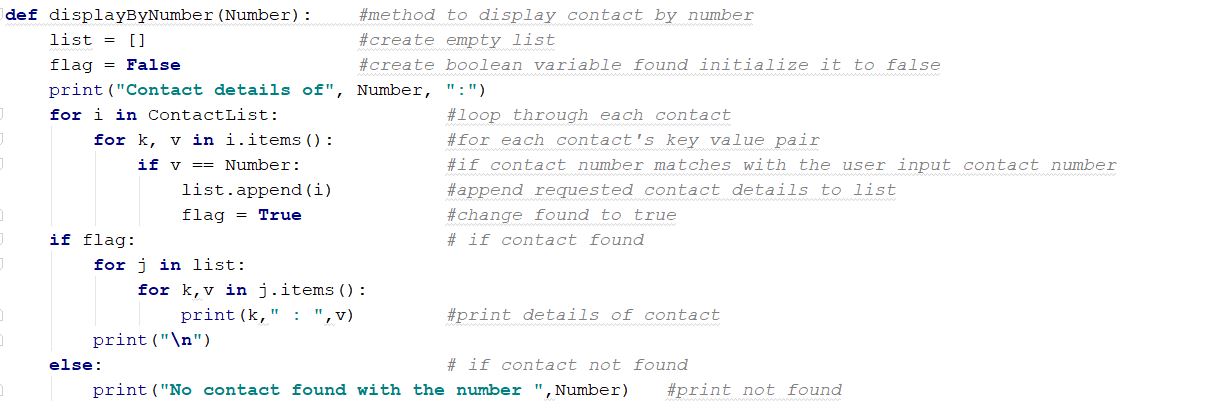 def displayByNumber(Number):    #method to display contact by number
    list = []                   #create empty list
    flag = False                #create boolean variable found initialize it to false
    print("Contact details of", Number, ":")
    for i in ContactList:               #loop through each contact
        for k, v in i.items():          #for each contact's key value pair
            if v == Number:             #if contact number matches with the user input contact number
                list.append(i)          #append requested contact details to list
                flag = True             #change found to true
    if flag:                            # if contact found
        for j in list:
            for k,v in j.items():
                print(k," : ",v)        #print details of contact
        print("\n")
    else:                               # if contact not found
        print("No contact found with the number ",Number)   #print not found